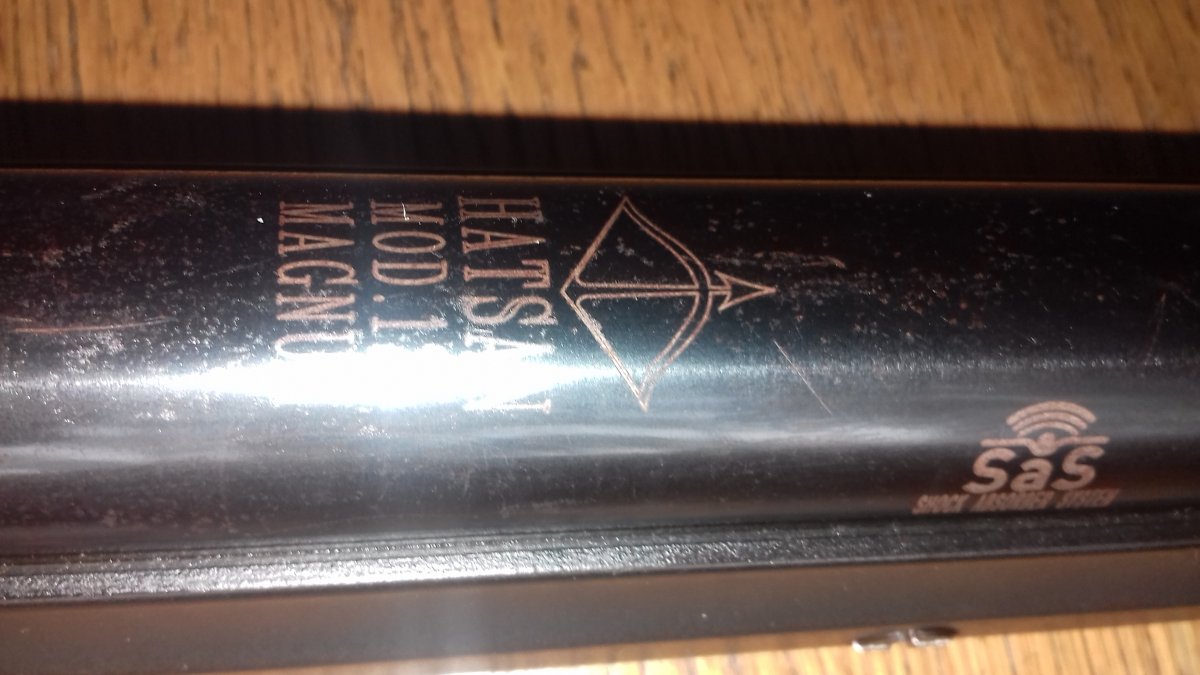 HATSAN
MOD.1
MAGNU
SaS
SHOCK ABSORBER SYSTEM